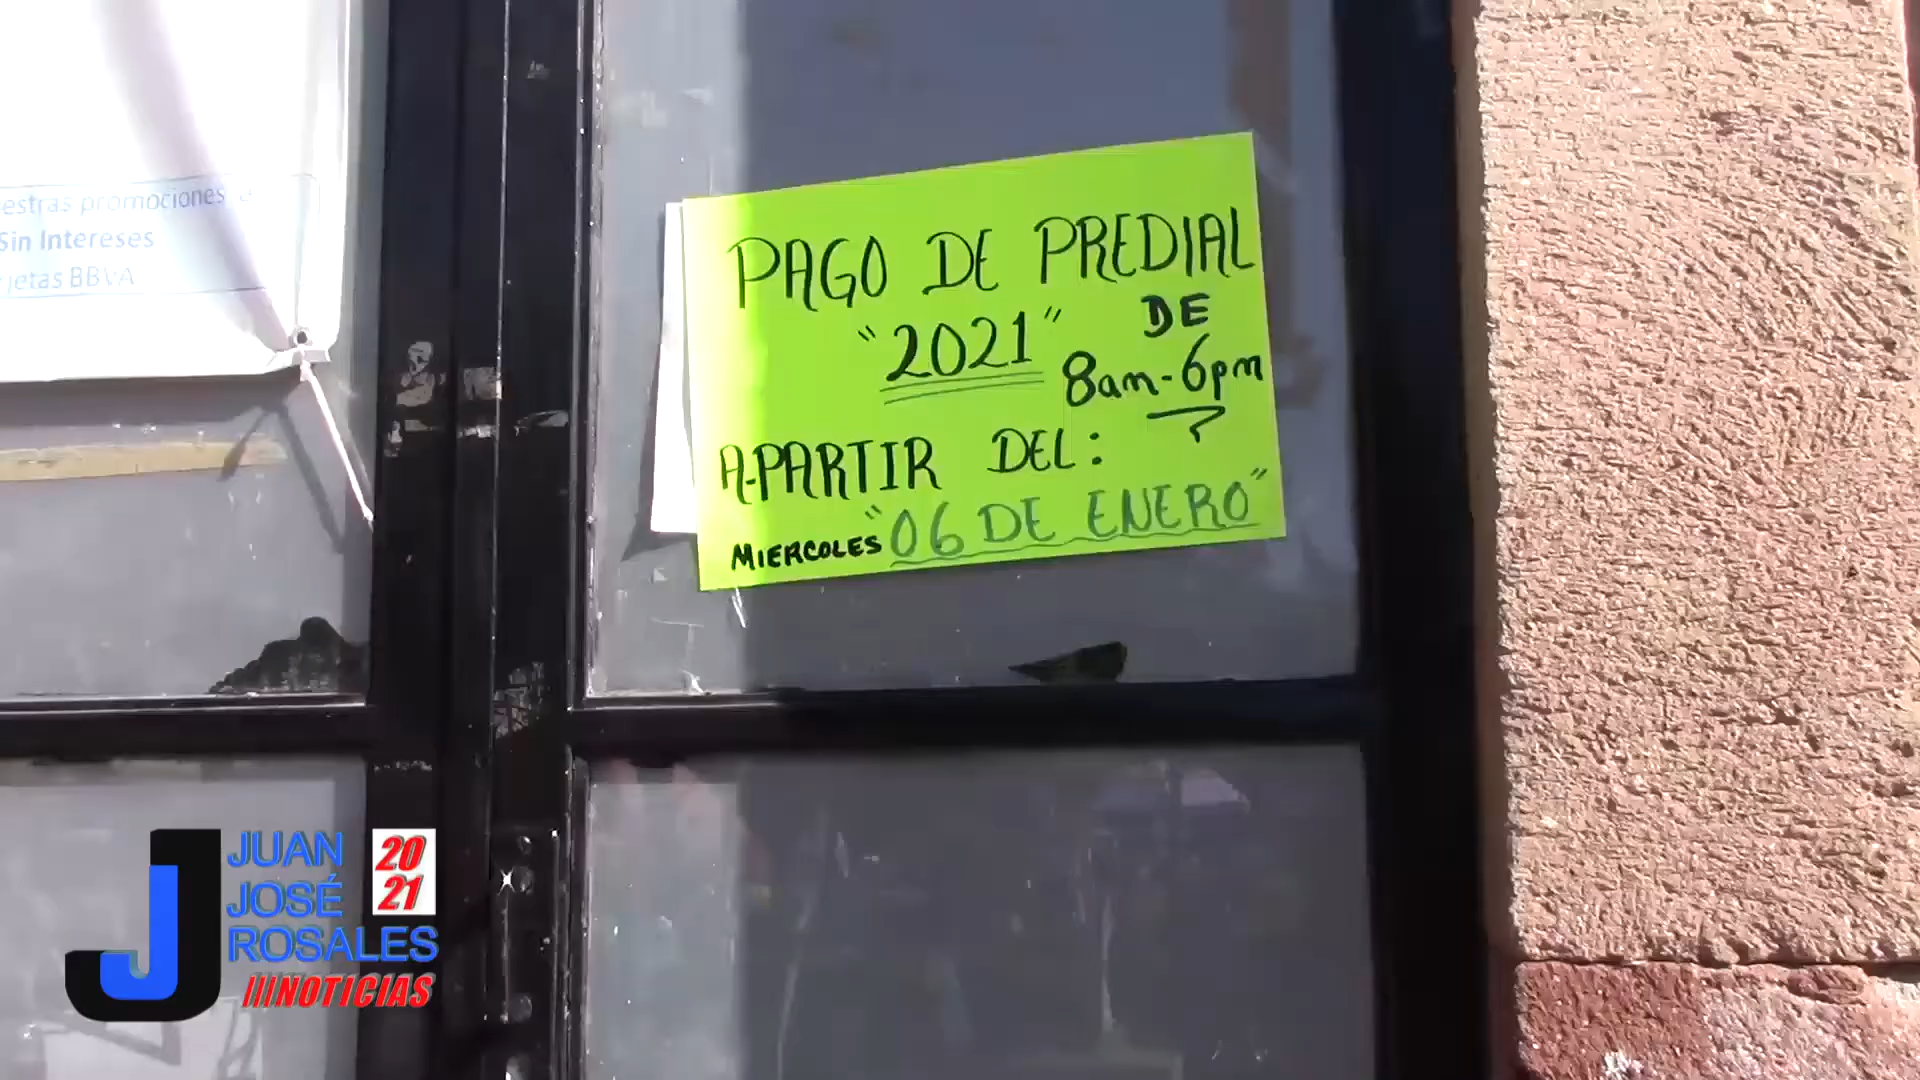 estras promociones a
Sin Intereses
jetas BBVA
PAGO DE PREDIAL
"2021" DE
8am-6pm
A-PARTIR DEL:
MIERCOLES "06 DE ENERO"
JUAN
JOSÉ
ROSALES
20
21
///NOTICIAS